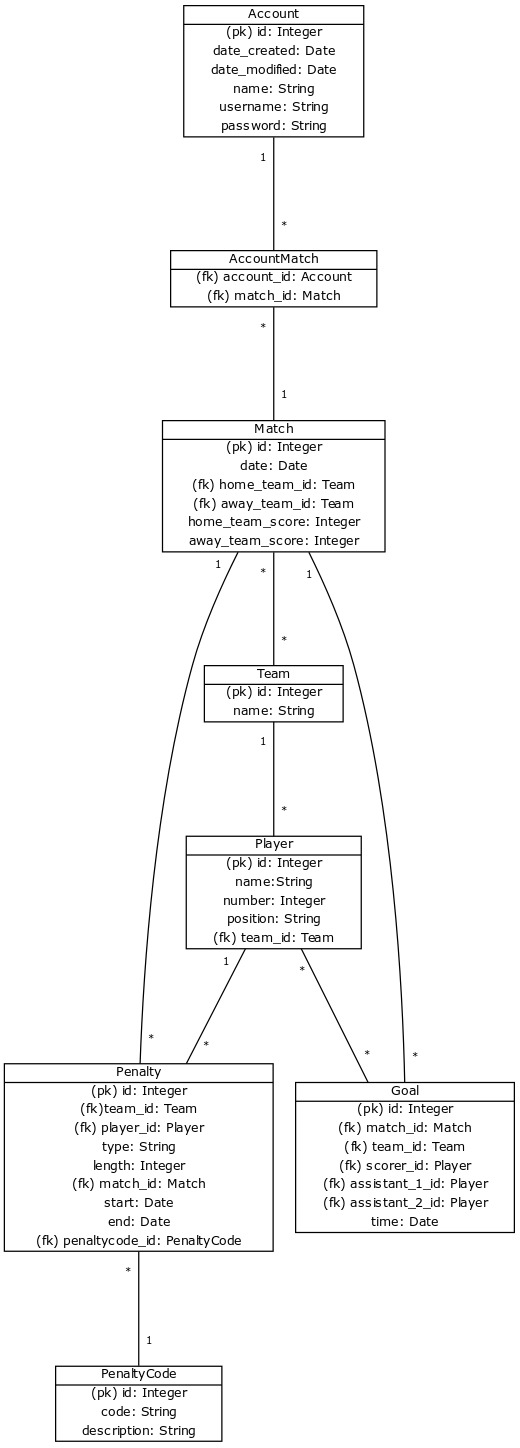 Account
(pk) id: Integer
date_created: Date
date_modified: Date
name: String
username: String
password: String
1
*
AccountMatch
(fk) account_id: Account
(fk) match_id: Match
*
1
Match
(pk) id: Integer
date: Date
(fk) home_team_id: Team
(fk) away_team_id: Team
home_team_score: Integer
away_team_score: Integer
1 * 1
*
Team
(pk) id: Integer
name: String
1
*
Player
(pk) id: Integer
name:String
number: Integer
position: String
(fk) team_id: Team
1 *
* * * *
Penalty
(pk) id: Integer
(fk)team_id: Team
(fk) player_id: Player
type: String
length: Integer
(fk) match_id: Match
start: Date
end: Date
(fk) penaltycode_id: PenaltyCode
Goal
(pk) id: Integer
(fk) match_id: Match
(fk) team_id: Team
(fk) scorer_id: Player
(fk) assistant_1_id: Player
(fk) assistant_2_id: Player
time: Date
*
1
PenaltyCode
(pk) id: Integer
code: String
description: String